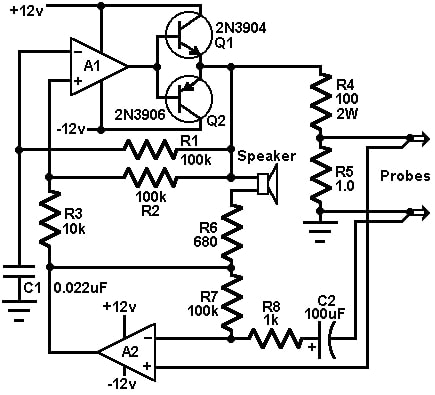 +12v
2N3904
Q1
−
A1
+
2N3906
Q2
-12v
R4
100
2W
R1
100k
Speaker
100k
R2
R5
1.0
Probes
R3
10k
R6
680
C1
0.022uF
R7
100k
R8
1k
C2
100uF
+
+12v
A2
−
+
-12v